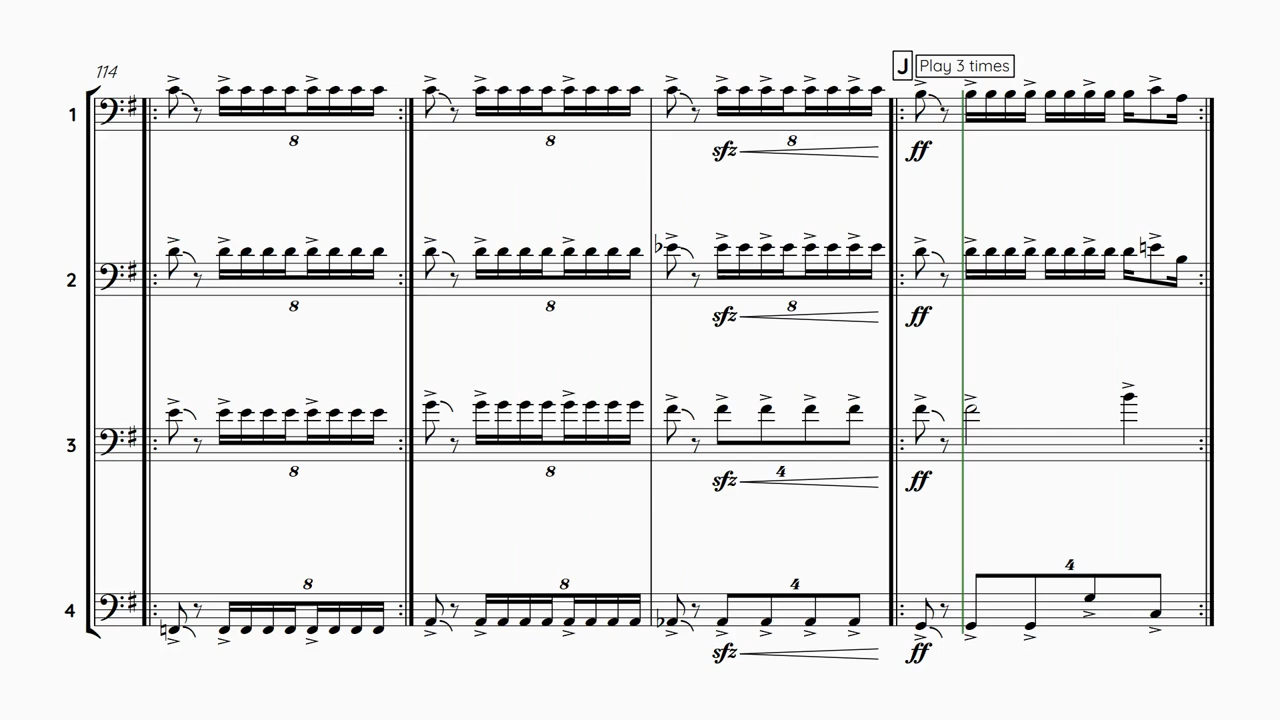 114
J Play 3 times
1
8 8 8
sfz ff
2
8 8 8
sfz ff
3
8 8 4
sfz ff
8 8 4 4
4
sfz ff